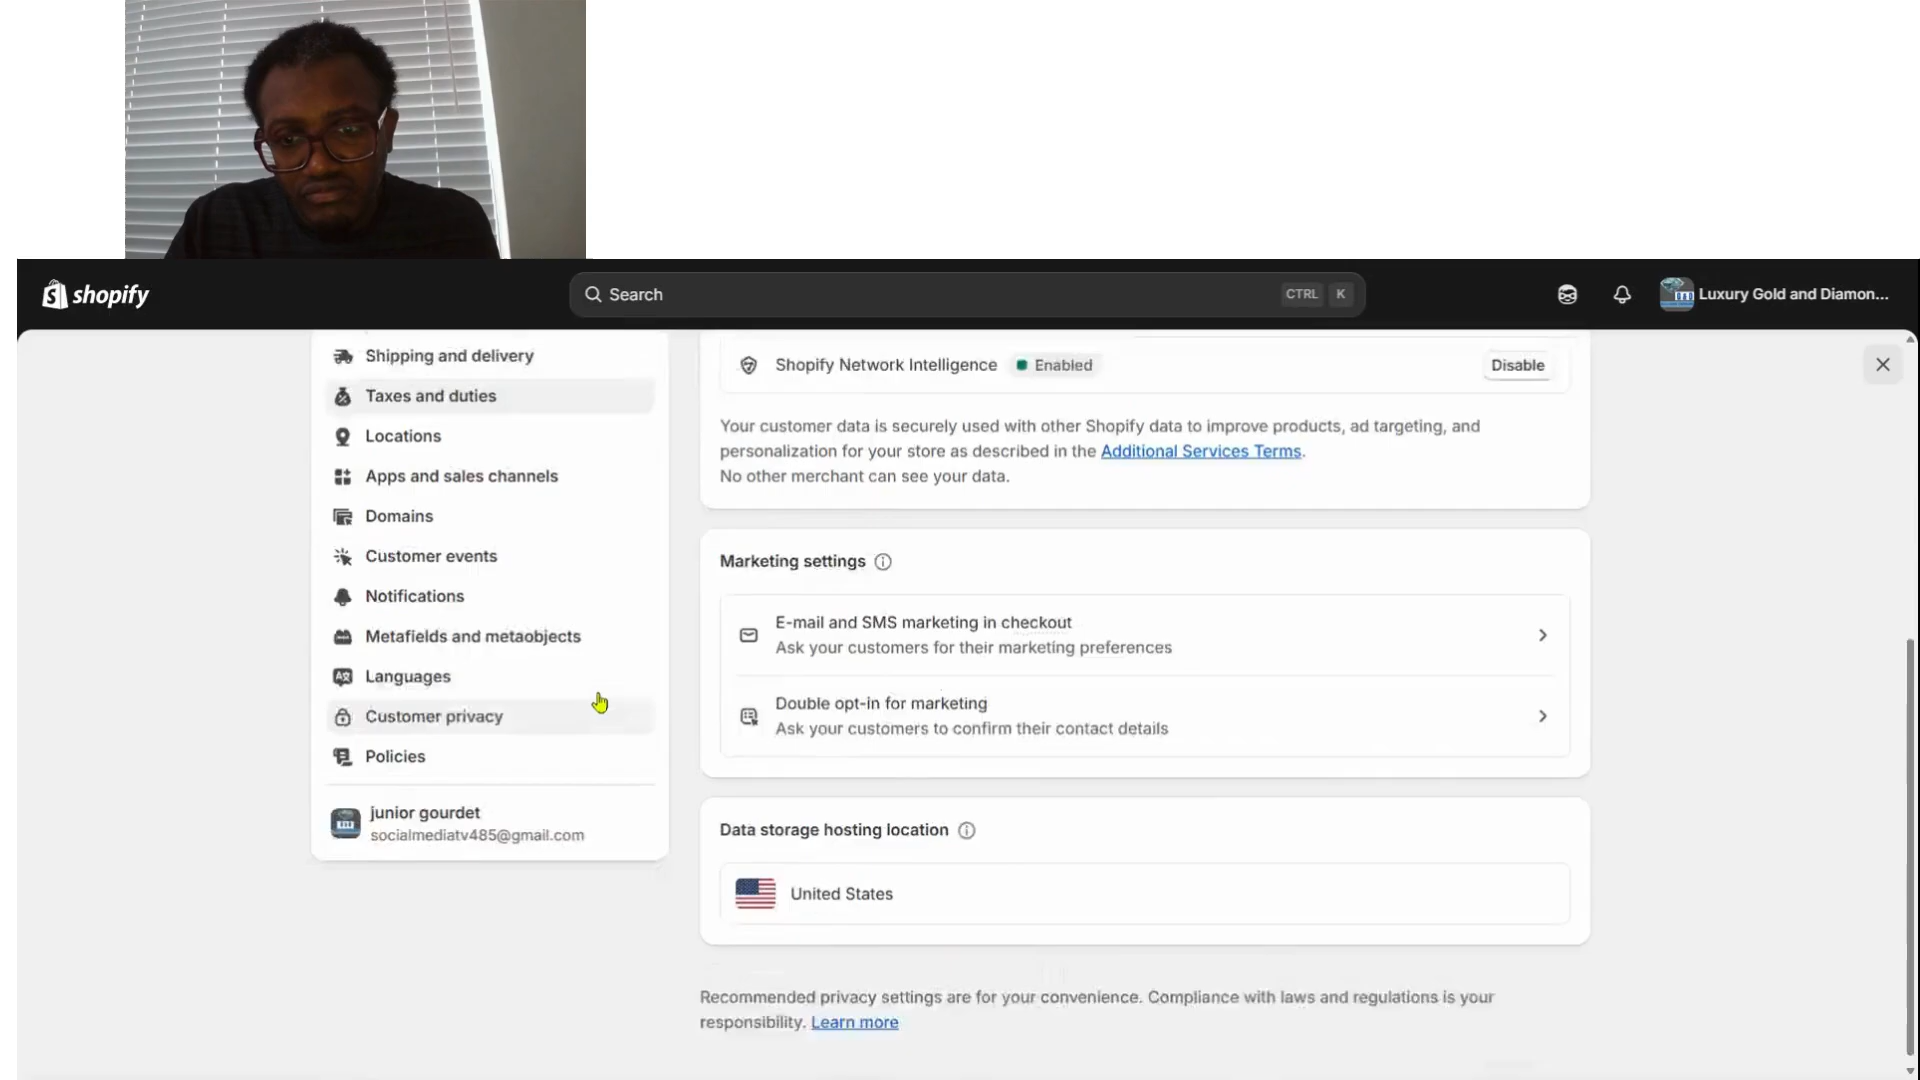 shopify
Search
CTRL K
Luxury Gold and Diamon...
Shipping and delivery
Taxes and duties
Locations
Apps and sales channels
Domains
Customer events
Notifications
Metafields and metaobjects
Languages
Customer privacy
Policies
junior gourdet
socialmediatv485@gmail.com
Shopify Network Intelligence
Enabled
Disable
Your customer data is securely used with other Shopify data to improve products, ad targeting, and
personalization for your store as described in the Additional Services Terms.
No other merchant can see your data.
Marketing settings
E-mail and SMS marketing in checkout
Ask your customers for their marketing preferences
Double opt-in for marketing
Ask your customers to confirm their contact details
Data storage hosting location
United States
Recommended privacy settings are for your convenience. Compliance with laws and regulations is your
responsibility. Learn more